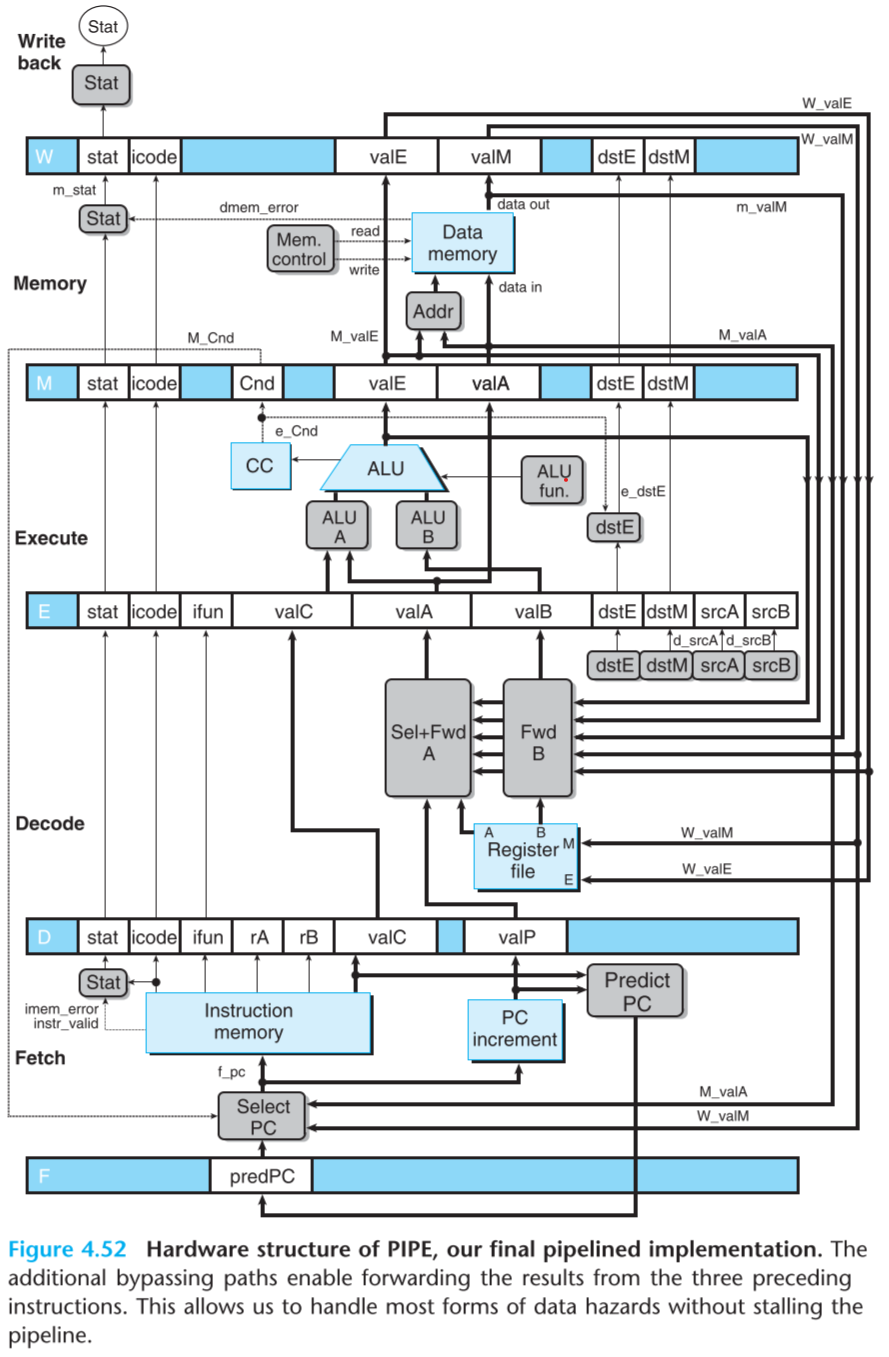 Stat
Write
back
Stat
W_valE
W stat icode valE valM dstE dstM
W_valM
m_stat
data out
m_valM
Stat
dmem_error
Mem.
control
read
write
Data
memory
Memory
data in
Addr
M_Cnd
M_valE
M_valA
M stat icode Cnd valE valA dstE dstM
e_Cnd
CC
ALU
ALU
fun.
e_dstE
ALU
A
ALU
B
dstE
Execute
E stat icode ifun valC valA valB dstE dstM srcA srcB
d_srcA d_srcB
dstE dstM srcA srcB
Sel+Fwd
A
Fwd
B
Decode
A B
Register
file
M
E
W_valM
W_valE
D stat icode ifun rA rB valC valP
Stat
imem_error
instr_valid
Instruction
memory
PC
increment
Predict
PC
Fetch
f_pc
M_valA
Select
PC
W_valM
F predPC
Figure 4.52 Hardware structure of PIPE, our final pipelined implementation. The
additional bypassing paths enable forwarding the results from the three preceding
instructions. This allows us to handle most forms of data hazards without stalling the
pipeline.